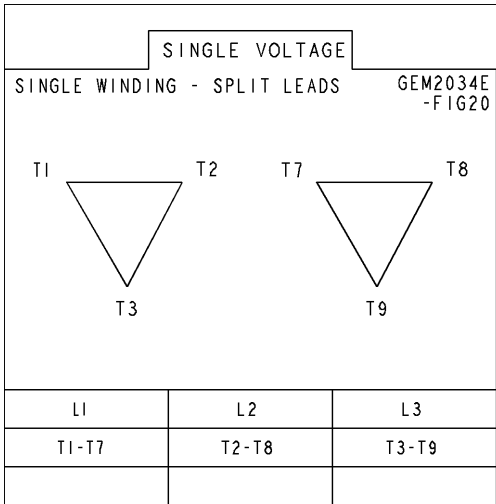 SINGLE VOLTAGE
SINGLE WINDING - SPLIT LEADS
GEM2034E
-FIG20
T1 T2 T7 T8
T3 T9
L1 L2 L3
T1-T7 T2-T8 T3-T9